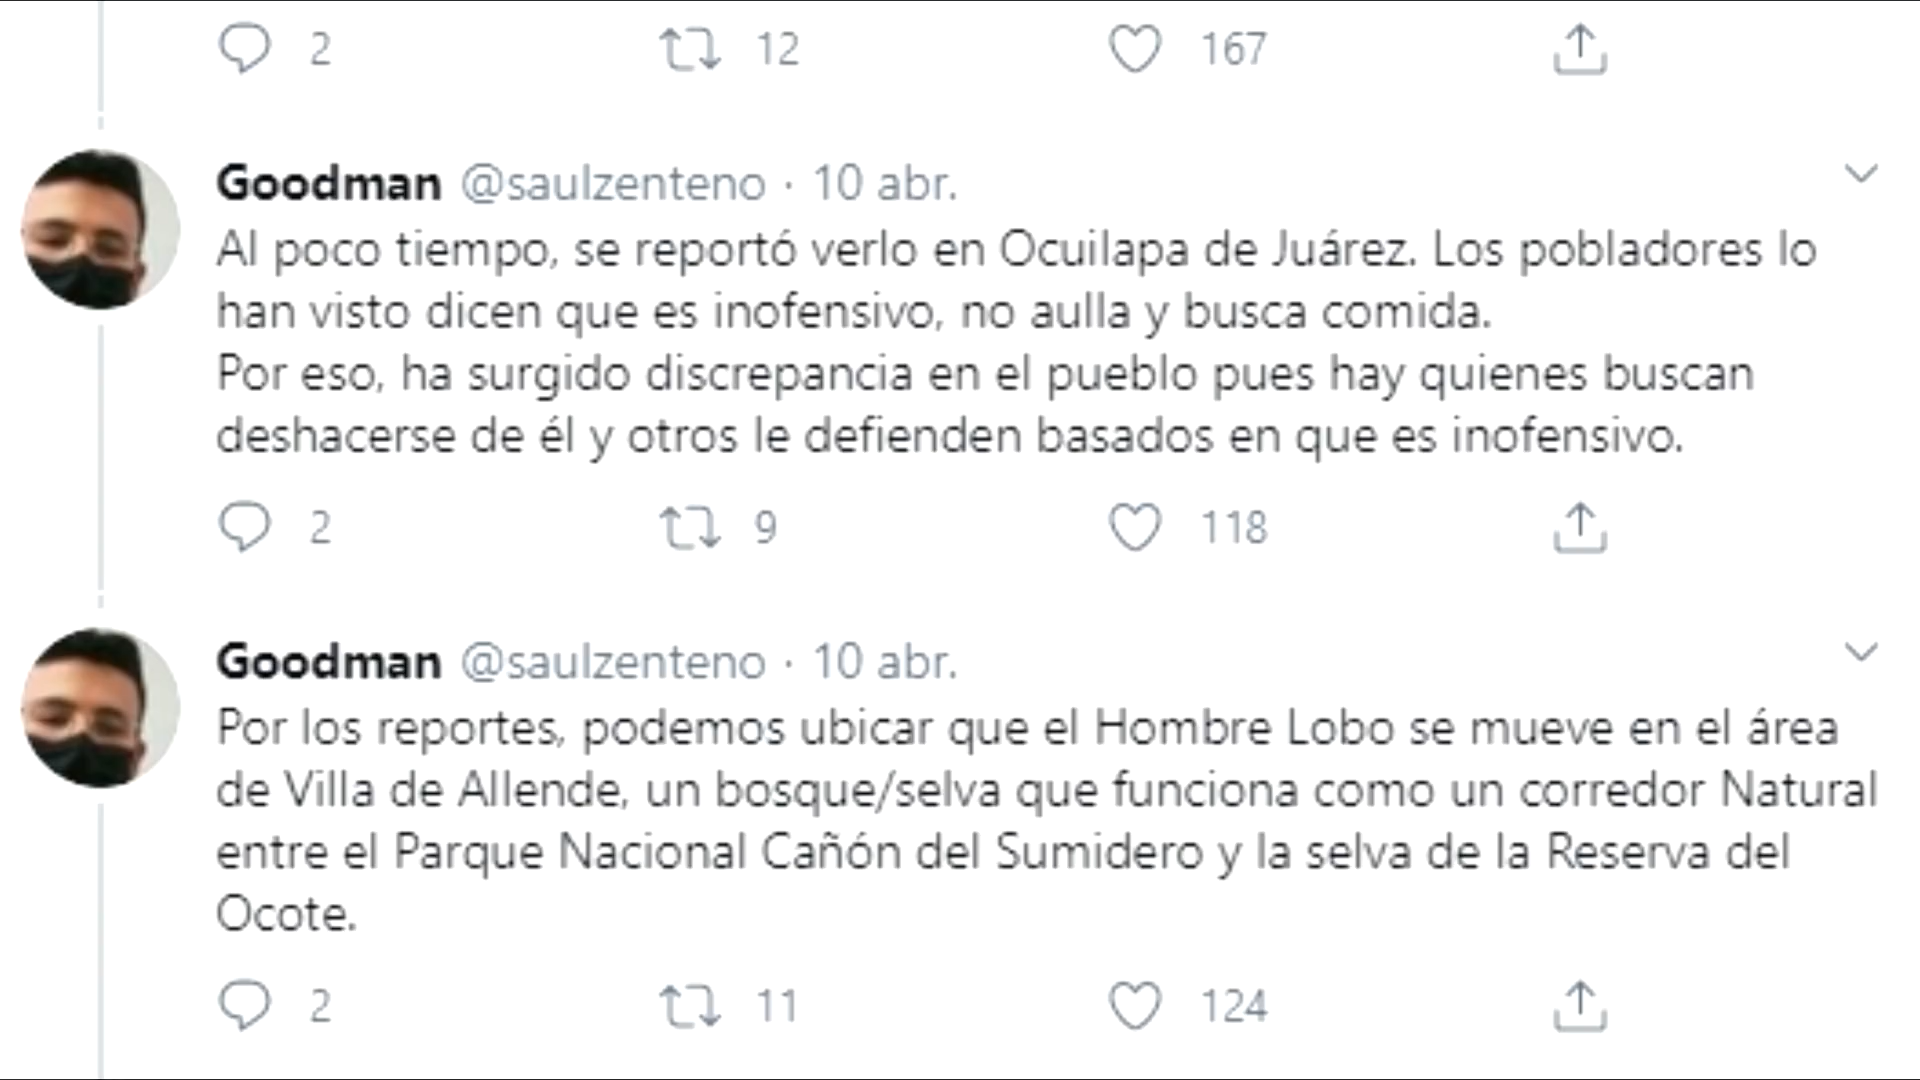 2 12 167
Goodman @saulzenteno · 10 abr.
Al poco tiempo, se reportó verlo en Ocuilapa de Juárez. Los pobladores lo
han visto dicen que es inofensivo, no aulla y busca comida.
Por eso, ha surgido discrepancia en el pueblo pues hay quienes buscan
deshacerse de él y otros le defienden basados en que es inofensivo.
2 9 118
Goodman @saulzenteno · 10 abr.
Por los reportes, podemos ubicar que el Hombre Lobo se mueve en el área
de Villa de Allende, un bosque/selva que funciona como un corredor Natural
entre el Parque Nacional Cañón del Sumidero y la selva de la Reserva del
Ocote.
2 11 124